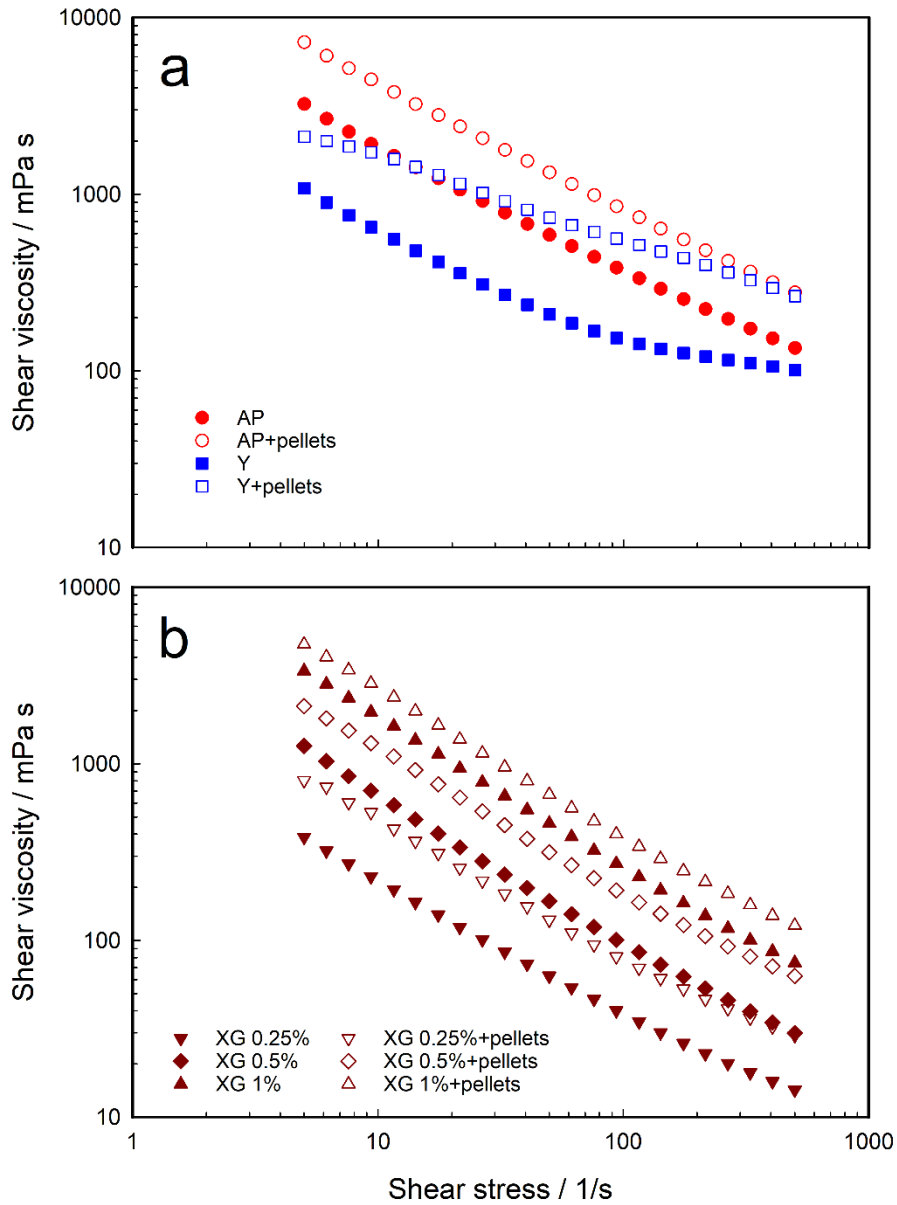 10000
a
1000
100
10
Shear viscosity / mPa s
AP
AP+pellets
Y
Y+pellets
10000
b
1000
100
10
Shear viscosity / mPa s
XG 0.25% XG 0.25%+pellets
XG 0.5% XG 0.5%+pellets
XG 1% XG 1%+pellets
1 10 100 1000
Shear stress / 1/s